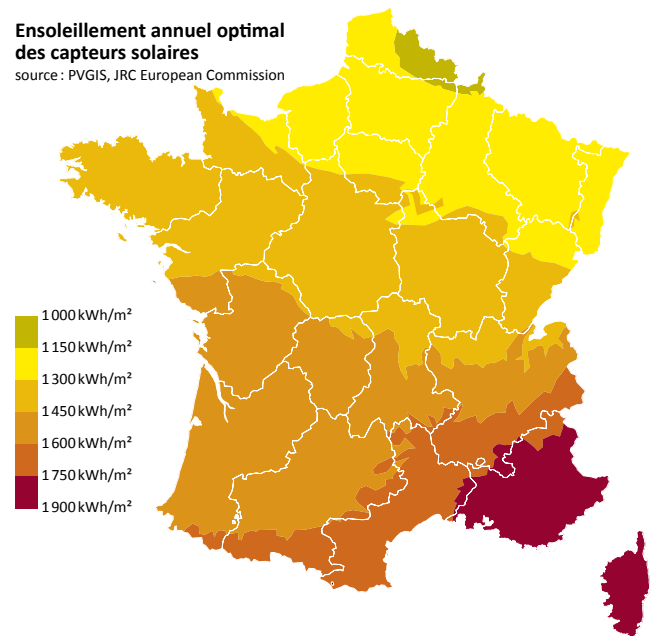 Ensoleillement annuel optimal
des capteurs solaires
source : PVGIS, JRC European Commission
1 000 kWh/m²
1 150 kWh/m²
1 300 kWh/m²
1 450 kWh/m²
1 600 kWh/m²
1 750 kWh/m²
1 900 kWh/m²